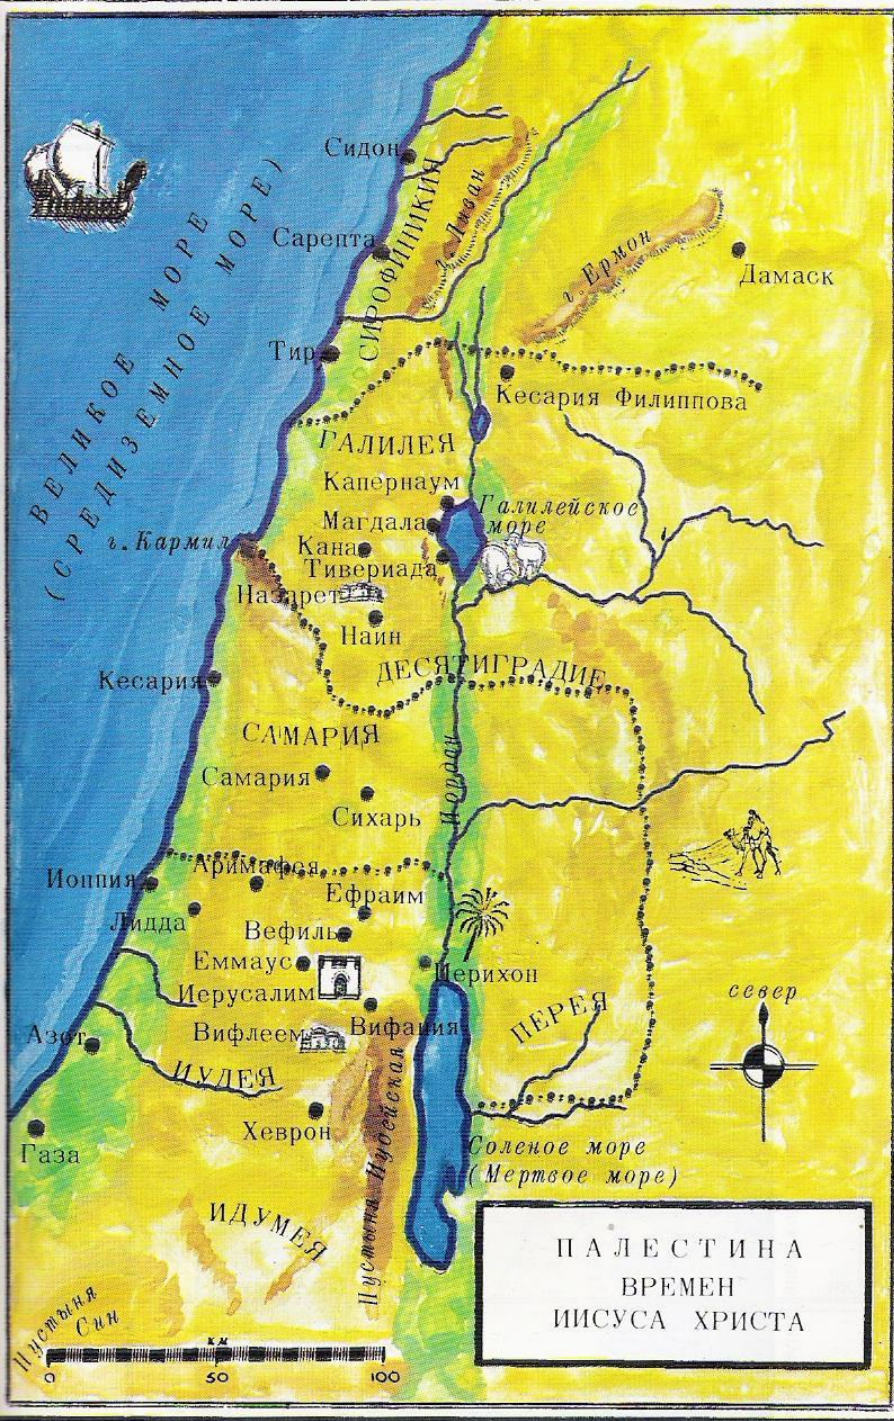 Сидон
СИРОФИНИКИЯ
г. Ливан
Сарепта
г. Ермон
Дамаск
ВЕЛИКОЕ МОРЕ
(СРЕДИЗЕМНОЕ МОРЕ)
Тир
Кесария Филиппова
ГАЛИЛЕЯ
Капернаум
Галилейское
море
Магдала
г. Кармил
Кана
Тивериада
Назарет
Наин
ДЕСЯТИГРАДИЕ
Кесария
САМАРИЯ
Иордан
Самария
Сихарь
Аримафея
Иоппия
Ефраим
Лидда
Вефиль
Еммаус
Иерихон
Иерусалим
север
ПЕРЕЯ
Вифлеем
Вифания
Азот
ИУДЕЯ
Хеврон
Пустыня Иудейская
Газа
Соленое море
(Мертвое море)
ИДУМЕЯ
ПАЛЕСТИНА
ВРЕМЕН
ИИСУСА ХРИСТА
Пустыня
Син
км
0 50 100